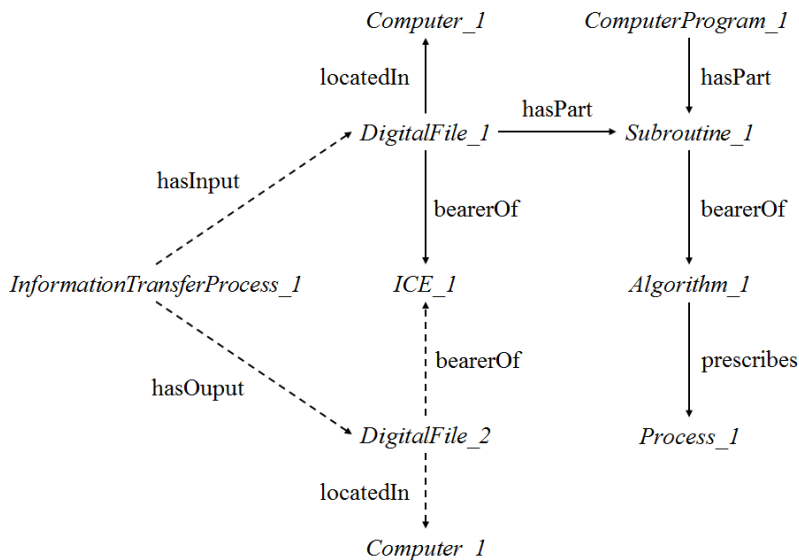 Computer_1 ComputerProgram_1
locatedIn hasPart
hasPart
DigitalFile_1 Subroutine_1
hasInput
bearerOf bearerOf
InformationTransferProcess_1 ICE_1 Algorithm_1
bearerOf prescribes
hasOuput
DigitalFile_2 Process_1
locatedIn
Computer_1